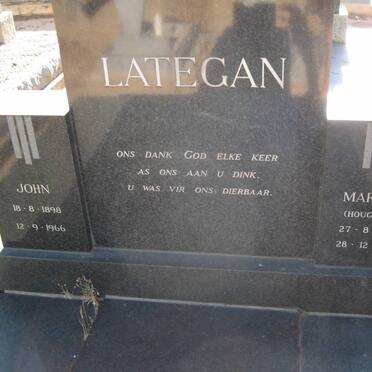 LATEGAN
ONS DANK GOD ELKE KEER
AS ONS AAN U DINK.
U WAS VIR ONS DIERBAAR.
JOHN
18-8-1898
12-9-1966
MAR
(HOUG
27-8
28-12